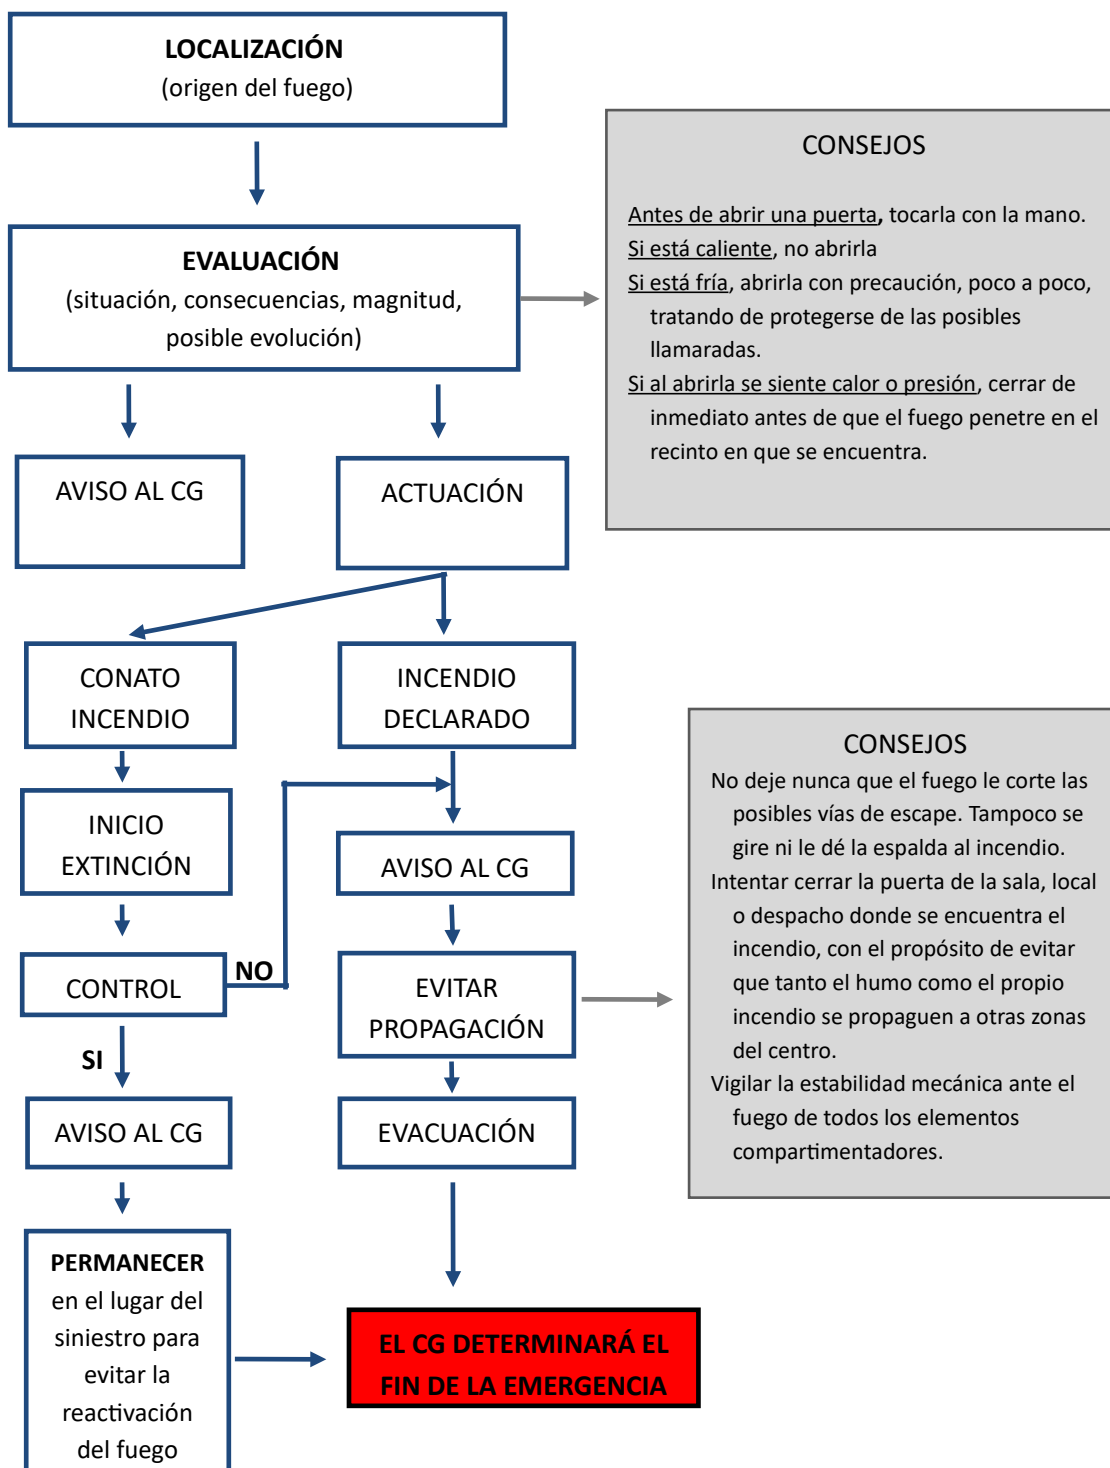 LOCALIZACIÓN
(origen del fuego)
CONSEJOS
Antes de abrir una puerta, tocarla con la mano.
Si está caliente, no abrirla
Si está fría, abrirla con precaución, poco a poco,
tratando de protegerse de las posibles
llamaradas.
Si al abrirla se siente calor o presión, cerrar de
inmediato antes de que el fuego penetre en el
recinto en que se encuentra.
EVALUACIÓN
(situación, consecuencias, magnitud,
posible evolución)
AVISO AL CG
ACTUACIÓN
CONATO
INCENDIO
INCENDIO
DECLARADO
INICIO
EXTINCIÓN
AVISO AL CG
CONTROL
NO
EVITAR
PROPAGACIÓN
CONSEJOS
No deje nunca que el fuego le corte las
posibles vías de escape. Tampoco se
gire ni le dé la espalda al incendio.
Intentar cerrar la puerta de la sala, local
o despacho donde se encuentra el
incendio, con el propósito de evitar
que tanto el humo como el propio
incendio se propaguen a otras zonas
del centro.
Vigilar la estabilidad mecánica ante el
fuego de todos los elementos
compartimentadores.
SI
AVISO AL CG
EVACUACIÓN
PERMANECER
en el lugar del
siniestro para
evitar la
reactivación
del fuego
EL CG DETERMINARÁ EL
FIN DE LA EMERGENCIA